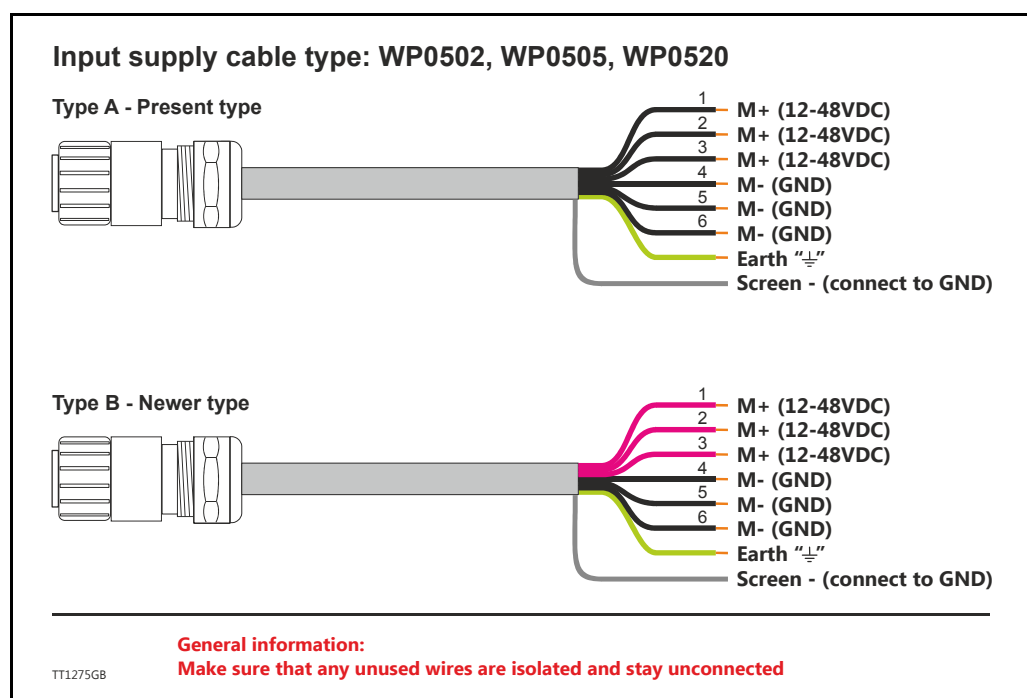 Input supply cable type: WP0502, WP0505, WP0520
Type A - Present type
1 M+ (12-48VDC)
2 M+ (12-48VDC)
3 M+ (12-48VDC)
4 M- (GND)
5 M- (GND)
6 M- (GND)
Earth “⏚”
Screen - (connect to GND)
Type B - Newer type
1 M+ (12-48VDC)
2 M+ (12-48VDC)
3 M+ (12-48VDC)
4 M- (GND)
5 M- (GND)
6 M- (GND)
Earth “⏚”
Screen - (connect to GND)
General information:
Make sure that any unused wires are isolated and stay unconnected
TT1275GB